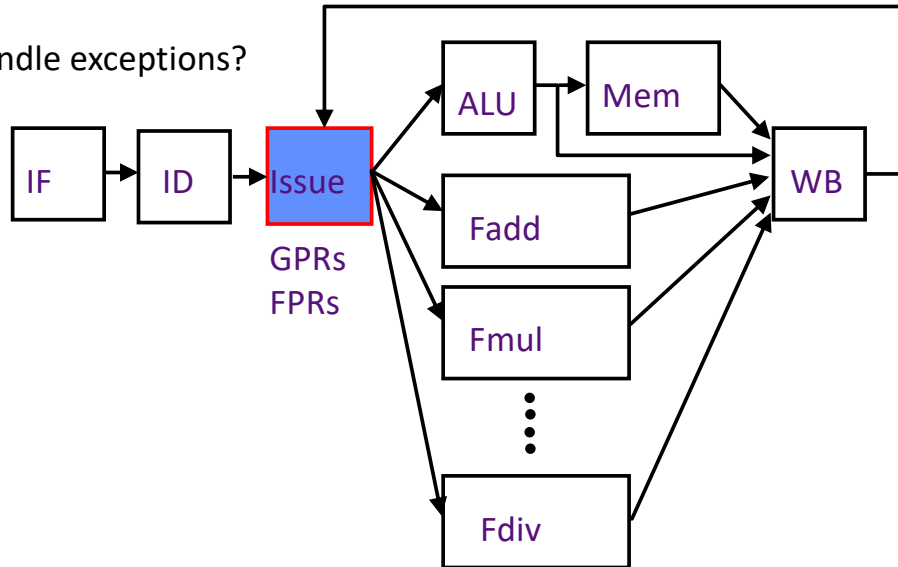 ndle exceptions?
ALU
Mem
IF
ID
Issue
WB
GPRs
FPRs
Fadd
Fmul
Fdiv